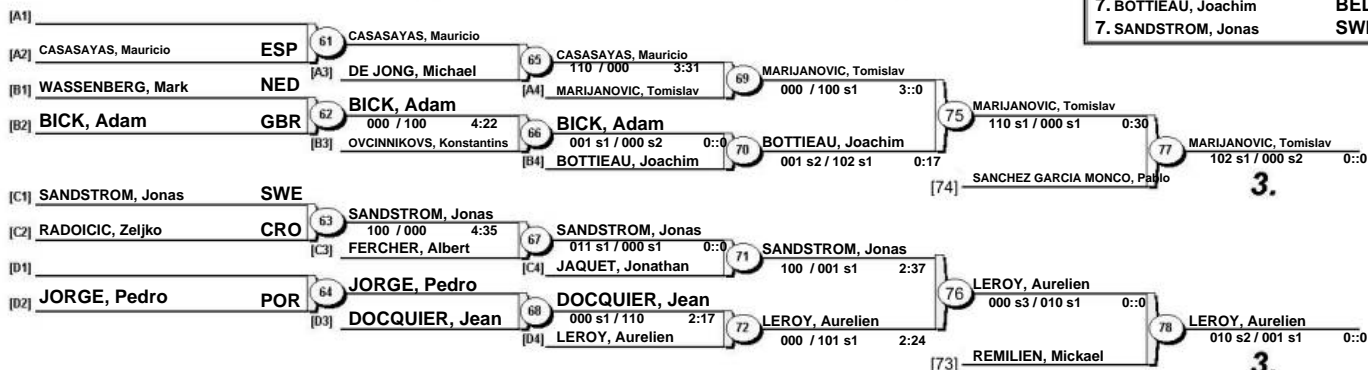 7. BOTTIEAU, Joachim BEL
7. SANDSTROM, Jonas SWE
[A1]
[A2] CASASAYAS, Mauricio ESP
61
CASASAYAS, Mauricio
[A3] DE JONG, Michael
65
CASASAYAS, Mauricio
110 / 000 3:31
[A4] MARIJANOVIC, Tomislav
69
MARIJANOVIC, Tomislav
000 / 100 s1 3::0
[B1] WASSENBERG, Mark NED
[B2] BICK, Adam GBR
62
BICK, Adam
000 / 100 4:22
[B3] OVCINNIKOVS, Konstantins
66
BICK, Adam
001 s1 / 000 s2 0::0
[B4] BOTTIEAU, Joachim
70
BOTTIEAU, Joachim
001 s2 / 102 s1 0:17
75
MARIJANOVIC, Tomislav
110 s1 / 000 s1 0:30
[74] SANCHEZ GARCIA MONCO, Pablo
77
MARIJANOVIC, Tomislav
102 s1 / 000 s2 0::0
3.
[C1] SANDSTROM, Jonas SWE
[C2] RADOICIC, Zeljko CRO
63
SANDSTROM, Jonas
100 / 000 4:35
[C3] FERCHER, Albert
67
SANDSTROM, Jonas
011 s1 / 000 s1 0::0
[C4] JAQUET, Jonathan
71
SANDSTROM, Jonas
100 / 001 s1 2:37
[D1]
[D2] JORGE, Pedro POR
64
JORGE, Pedro
[D3] DOCQUIER, Jean
68
DOCQUIER, Jean
000 s1 / 110 2:17
[D4] LEROY, Aurelien
72
LEROY, Aurelien
000 / 101 s1 2:24
76
LEROY, Aurelien
000 s3 / 010 s1 0::0
[73] REMILIEN, Mickael
78
LEROY, Aurelien
010 s2 / 001 s1 0::0
3.